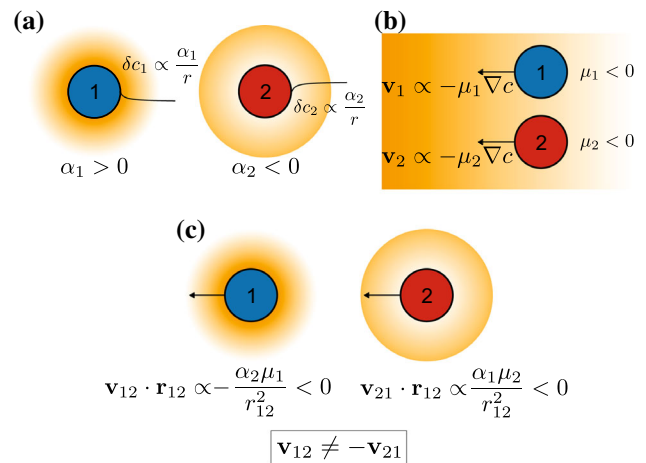 (a)
1
δc₁ ∝ α₁/r
α₁ > 0
2
δc₂ ∝ α₂/r
α₂ < 0
(b)
v₁ ∝ −μ₁∇c
1
μ₁ < 0
v₂ ∝ −μ₂∇c
2
μ₂ < 0
(c)
1
2
v₁₂ · r₁₂ ∝ − α₂μ₁/r₁₂² < 0
v₂₁ · r₁₂ ∝ α₁μ₂/r₁₂² < 0
v₁₂ ≠ −v₂₁